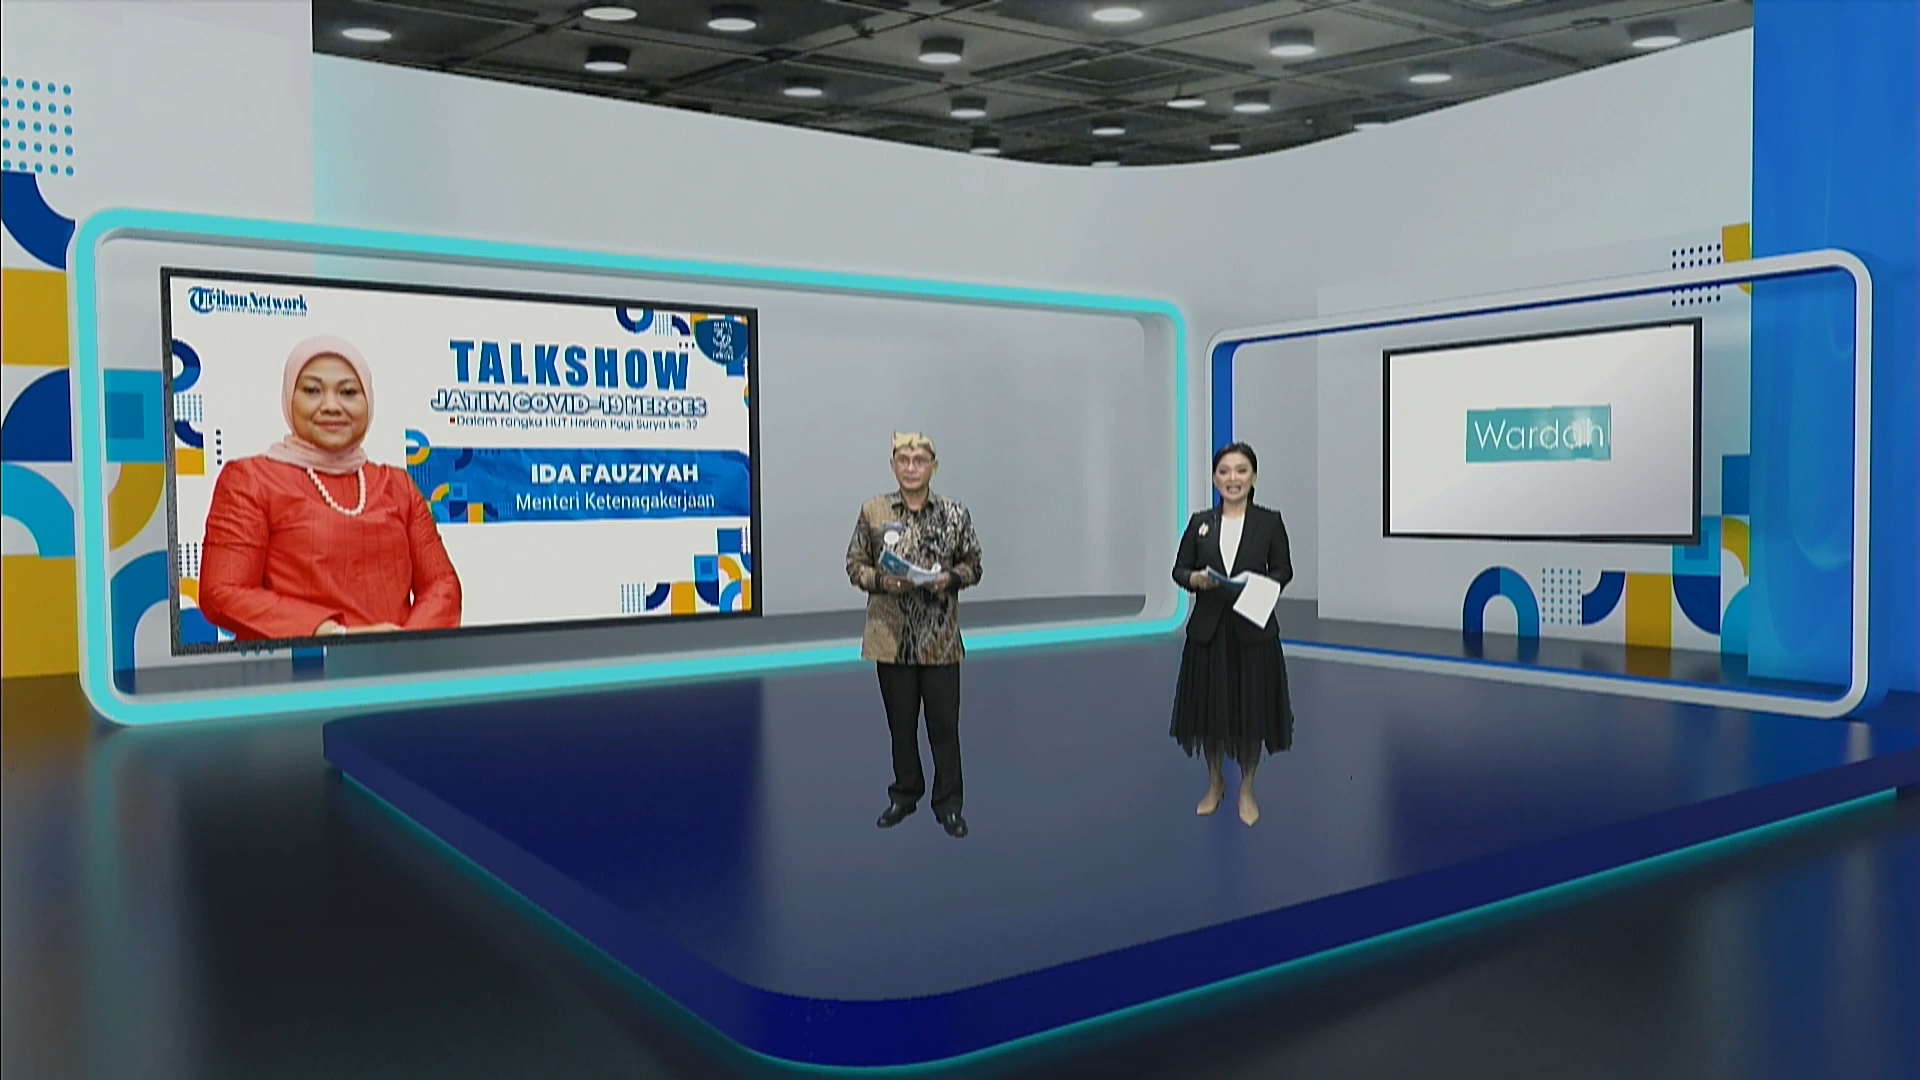 TribunNetwork
TALKSHOW
JATIM COVID-19 HEROES
Dalam rangka HUT Harian Pagi Surya ke-32
IDA FAUZIYAH
Menteri Ketenagakerjaan
32
Wardah